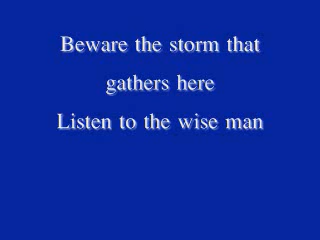 Beware the storm that
gathers here
Listen to the wise man